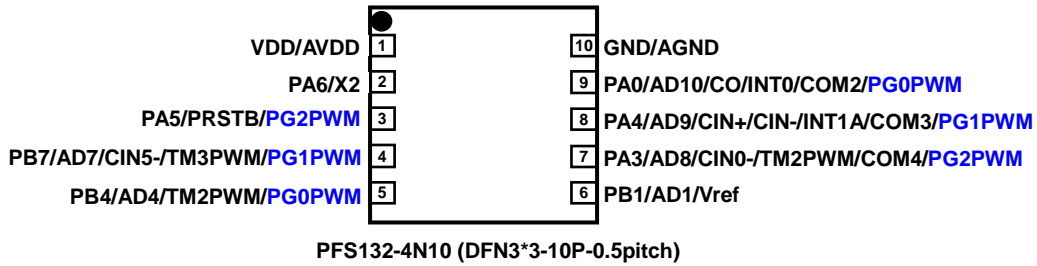 VDD/AVDD 1 10 GND/AGND
PA6/X2 2 9 PA0/AD10/CO/INT0/COM2/PG0PWM
PA5/PRSTB/PG2PWM 3 8 PA4/AD9/CIN+/CIN-/INT1A/COM3/PG1PWM
PB7/AD7/CIN5-/TM3PWM/PG1PWM 4 7 PA3/AD8/CIN0-/TM2PWM/COM4/PG2PWM
PB4/AD4/TM2PWM/PG0PWM 5 6 PB1/AD1/Vref
PFS132-4N10 (DFN3*3-10P-0.5pitch)